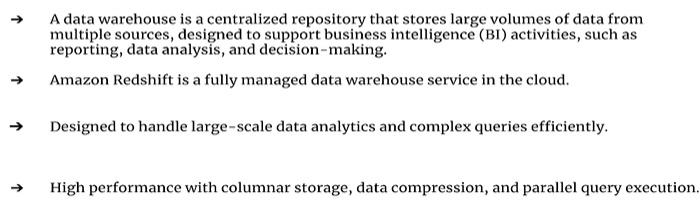 → A data warehouse is a centralized repository that stores large volumes of data from
multiple sources, designed to support business intelligence (BI) activities, such as
reporting, data analysis, and decision-making.
→ Amazon Redshift is a fully managed data warehouse service in the cloud.
→ Designed to handle large-scale data analytics and complex queries efficiently.
→ High performance with columnar storage, data compression, and parallel query execution.